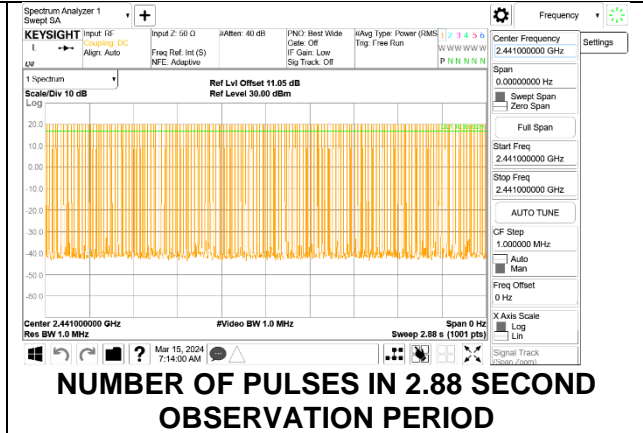 Spectrum Analyzer 1
Swept SA
Frequency
KEYSIGHT
Input: RF
Coupling: DC
Align: Auto
Input Z: 50 Ω
Freq Ref: Int (S)
NFE: Adaptive
#Atten: 40 dB
PNO: Best Wide
Gate: Off
IF Gain: Low
Sig Track: Off
#Avg Type: Power (RMS
Trig: Free Run
1 2 3 4 5 6
W W W W W W
P N N N N N
Center Frequency
2.441000000 GHz
Settings
Span
0.00000000 Hz
Swept Span
Zero Span
Full Span
Start Freq
2.441000000 GHz
Stop Freq
2.441000000 GHz
AUTO TUNE
CF Step
1.000000 MHz
Auto
Man
Freq Offset
0 Hz
X Axis Scale
Log
Lin
Signal Track
(Span Zoom)
1 Spectrum
Scale/Div 10 dB
Log
Ref Lvl Offset 11.05 dB
Ref Level 30.00 dBm
20.0
10.0
0.00
-10.0
-20.0
-30.0
-40.0
-50.0
-60.0
Center 2.441000000 GHz
Res BW 1.0 MHz
#Video BW 1.0 MHz
Span 0 Hz
Sweep 2.88 s (1001 pts)
?
Mar 15, 2024
7:14:00 AM
NUMBER OF PULSES IN 2.88 SECOND
OBSERVATION PERIOD